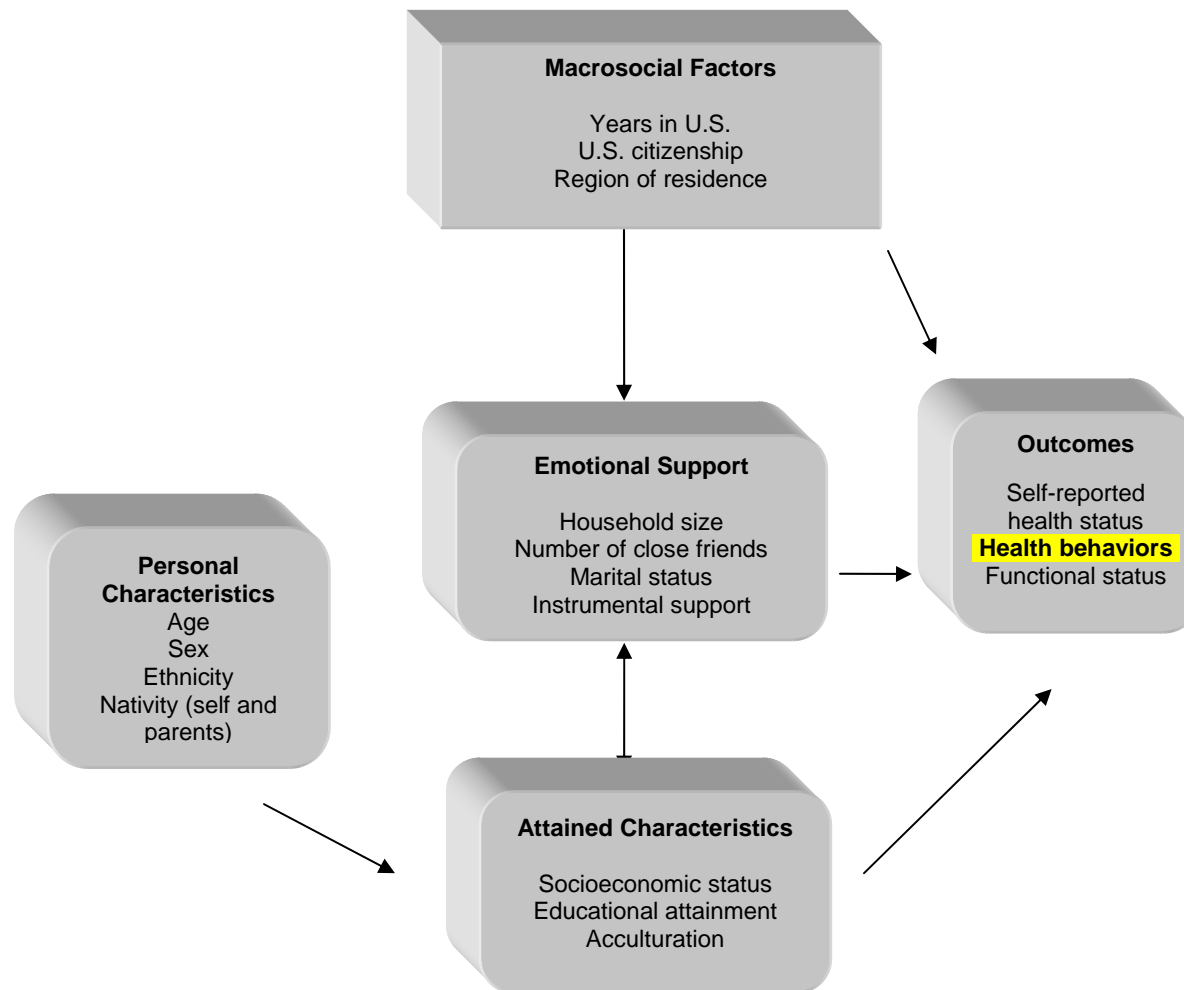 Macrosocial Factors
Years in U.S.
U.S. citizenship
Region of residence
Emotional Support
Household size
Number of close friends
Marital status
Instrumental support
Outcomes
Self-reported
health status
Health behaviors
Functional status
Personal
Characteristics
Age
Sex
Ethnicity
Nativity (self and
parents)
Attained Characteristics
Socioeconomic status
Educational attainment
Acculturation